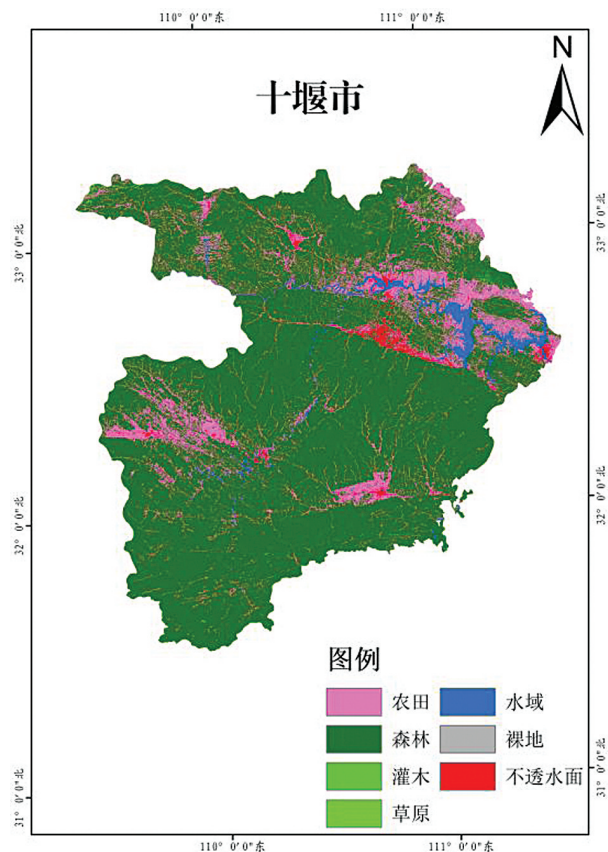 110° 0′0″东
111° 0′0″东
N
十堰市
33° 0′0″北
33° 0′0″北
32° 0′0″北
32° 0′0″北
图例
农田
水域
森林
裸地
灌木
不透水面
草原
31° 0′0″北
31° 0′0″北
110° 0′0″东
111° 0′0″东